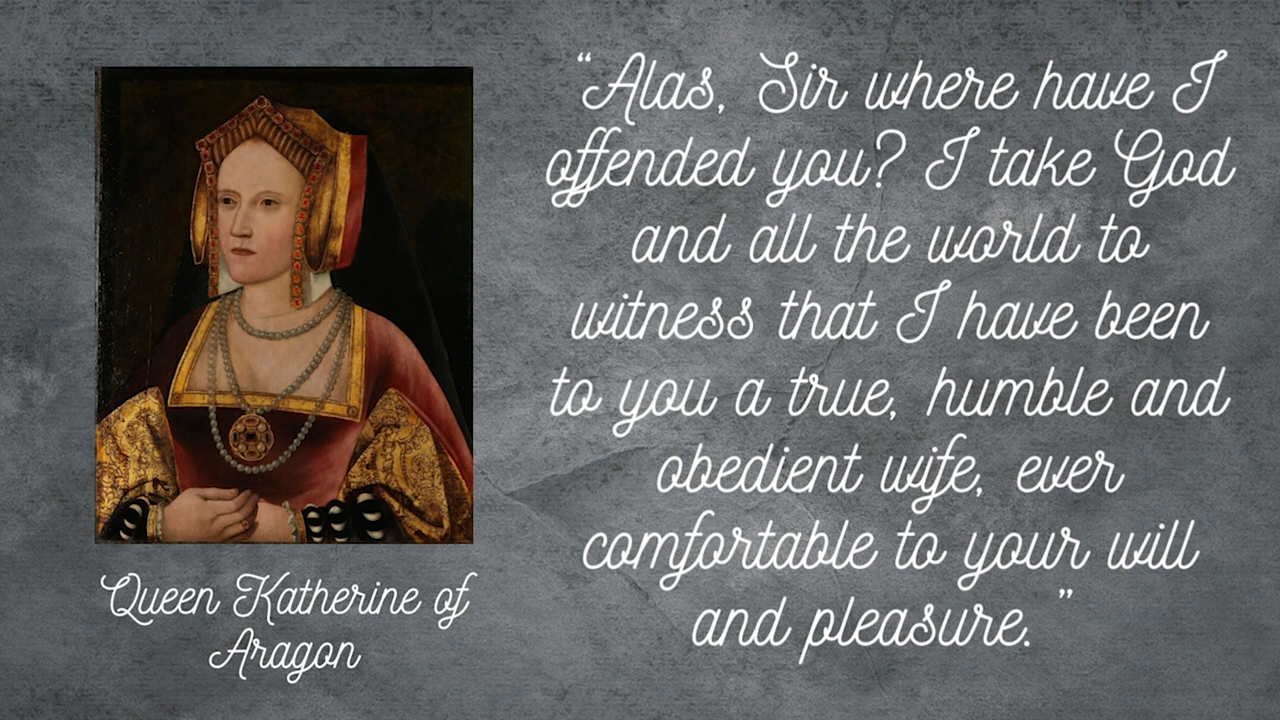 “Alas, Sir where have I
offended you? I take God
and all the world to
witness that I have been
to you a true, humble and
obedient wife, ever
comfortable to your will
and pleasure. ”
Queen Katherine of
Aragon